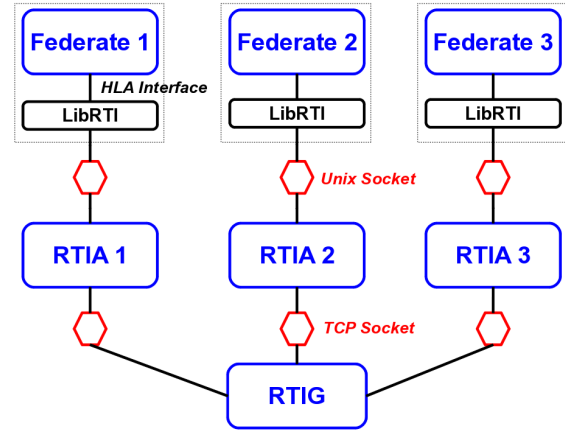 Federate 1
Federate 2
Federate 3
HLA Interface
LibRTI
LibRTI
LibRTI
Unix Socket
RTIA 1
RTIA 2
RTIA 3
TCP Socket
RTIG